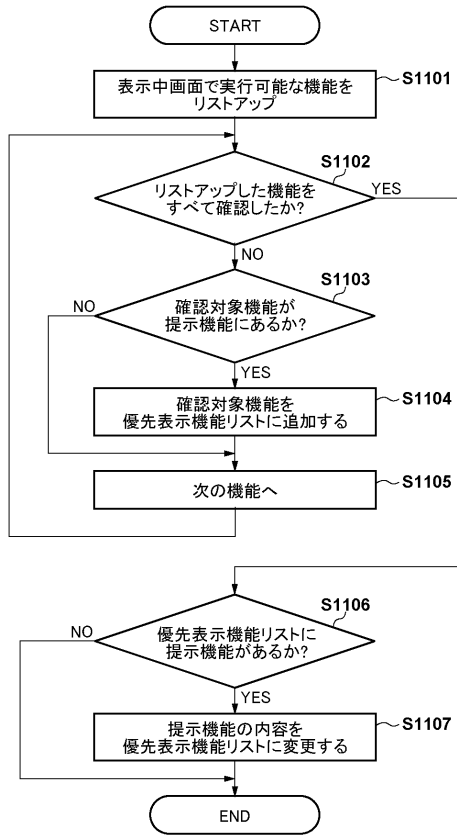 START
表示中画面で実行可能な機能を
リストアップ
S1101
S1102
リストアップした機能を
すべて確認したか?
YES
NO
S1103
NO
確認対象機能が
提示機能にあるか?
YES
確認対象機能を
優先表示機能リストに追加する
S1104
次の機能へ
S1105
S1106
NO
優先表示機能リストに
提示機能があるか?
YES
提示機能の内容を
優先表示機能リストに変更する
S1107
END